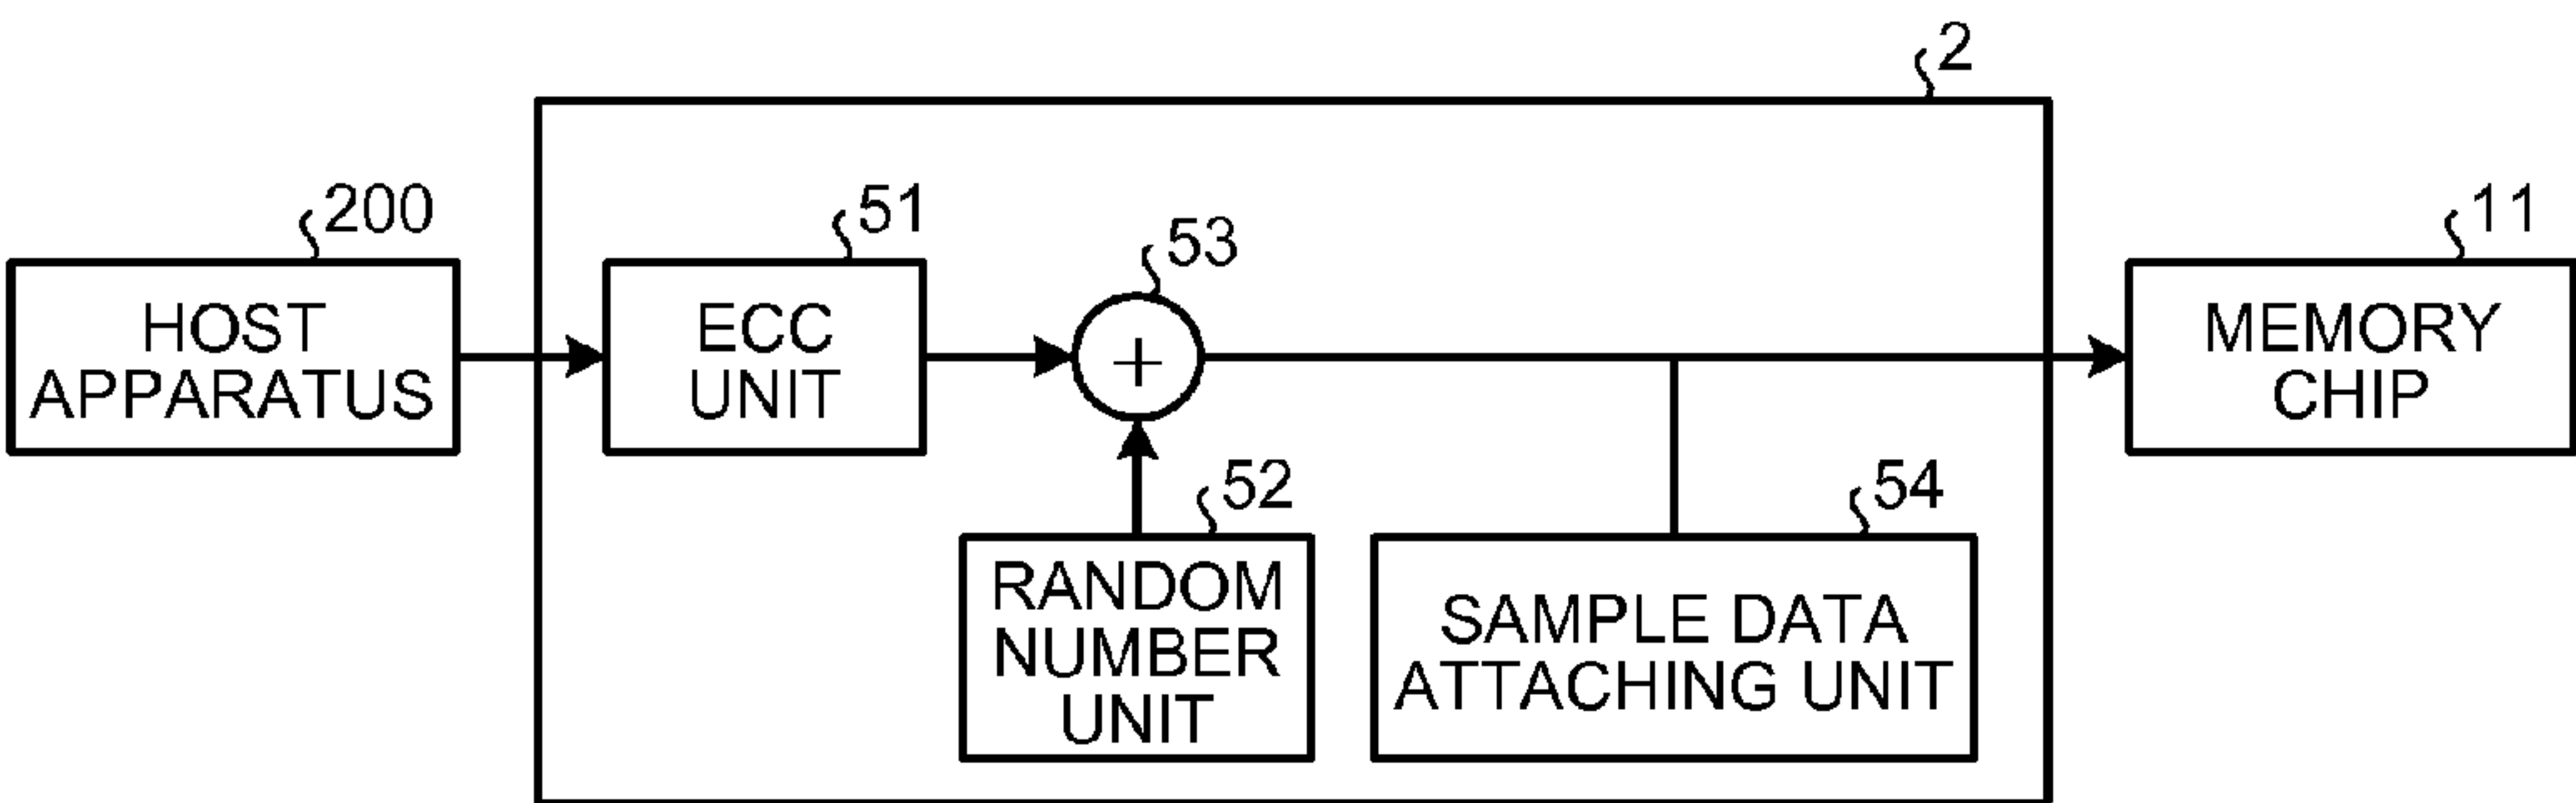 2
200
HOST
APPARATUS
51
ECC
UNIT
53
+
52
RANDOM
NUMBER
UNIT
54
SAMPLE DATA
ATTACHING UNIT
11
MEMORY
CHIP